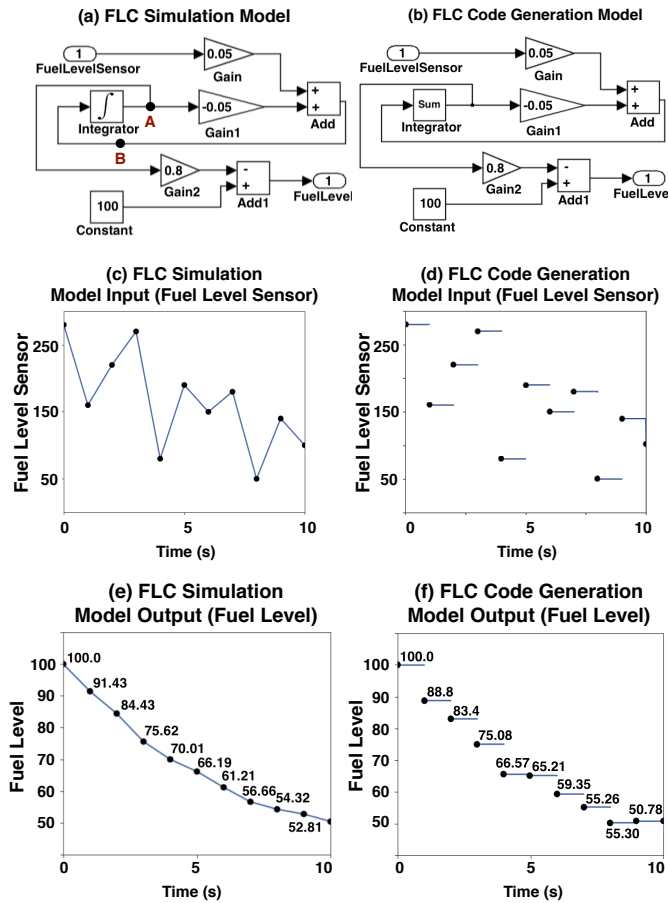 (a) FLC Simulation Model
1
FuelLevelSensor
0.05
Gain
∫
Integrator
A
-0.05
Gain1
+
+
Add
B
0.8
Gain2
-
+
Add1
100
Constant
1
FuelLevel
(b) FLC Code Generation Model
1
FuelLevelSensor
0.05
Gain
Sum
Integrator
-0.05
Gain1
+
+
Add
0.8
Gain2
-
+
Add1
100
Constant
1
FuelLevel
(c) FLC Simulation
Model Input (Fuel Level Sensor)
Fuel Level Sensor
250
150
50
0
5
10
Time (s)
(d) FLC Code Generation
Model Input (Fuel Level Sensor)
Fuel Level Sensor
250
150
50
0
5
10
Time (s)
(e) FLC Simulation
Model Output (Fuel Level)
Fuel Level
100
90
80
70
60
50
100.0
91.43
84.43
75.62
70.01
66.19
61.21
56.66
54.32
52.81
0
5
10
Time (s)
(f) FLC Code Generation
Model Output (Fuel Level)
Fuel Level
100
90
80
70
60
50
100.0
88.8
83.4
75.08
66.57
65.21
59.35
55.26
55.30
50.78
0
5
10
Time (s)